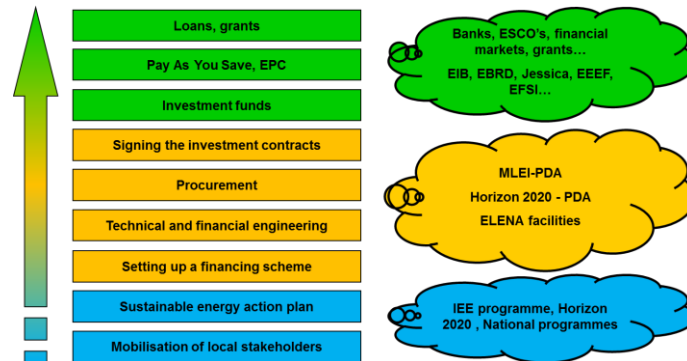 Loans, grants
Pay As You Save, EPC
Investment funds
Signing the investment contracts
Procurement
Technical and financial engineering
Setting up a financing scheme
Sustainable energy action plan
Mobilisation of local stakeholders
Banks, ESCO's, financial
markets, grants...
EIB, EBRD, Jessica, EEEF,
EFSI...
MLEI-PDA
Horizon 2020 - PDA
ELENA facilities
IEE programme, Horizon
2020 , National programmes